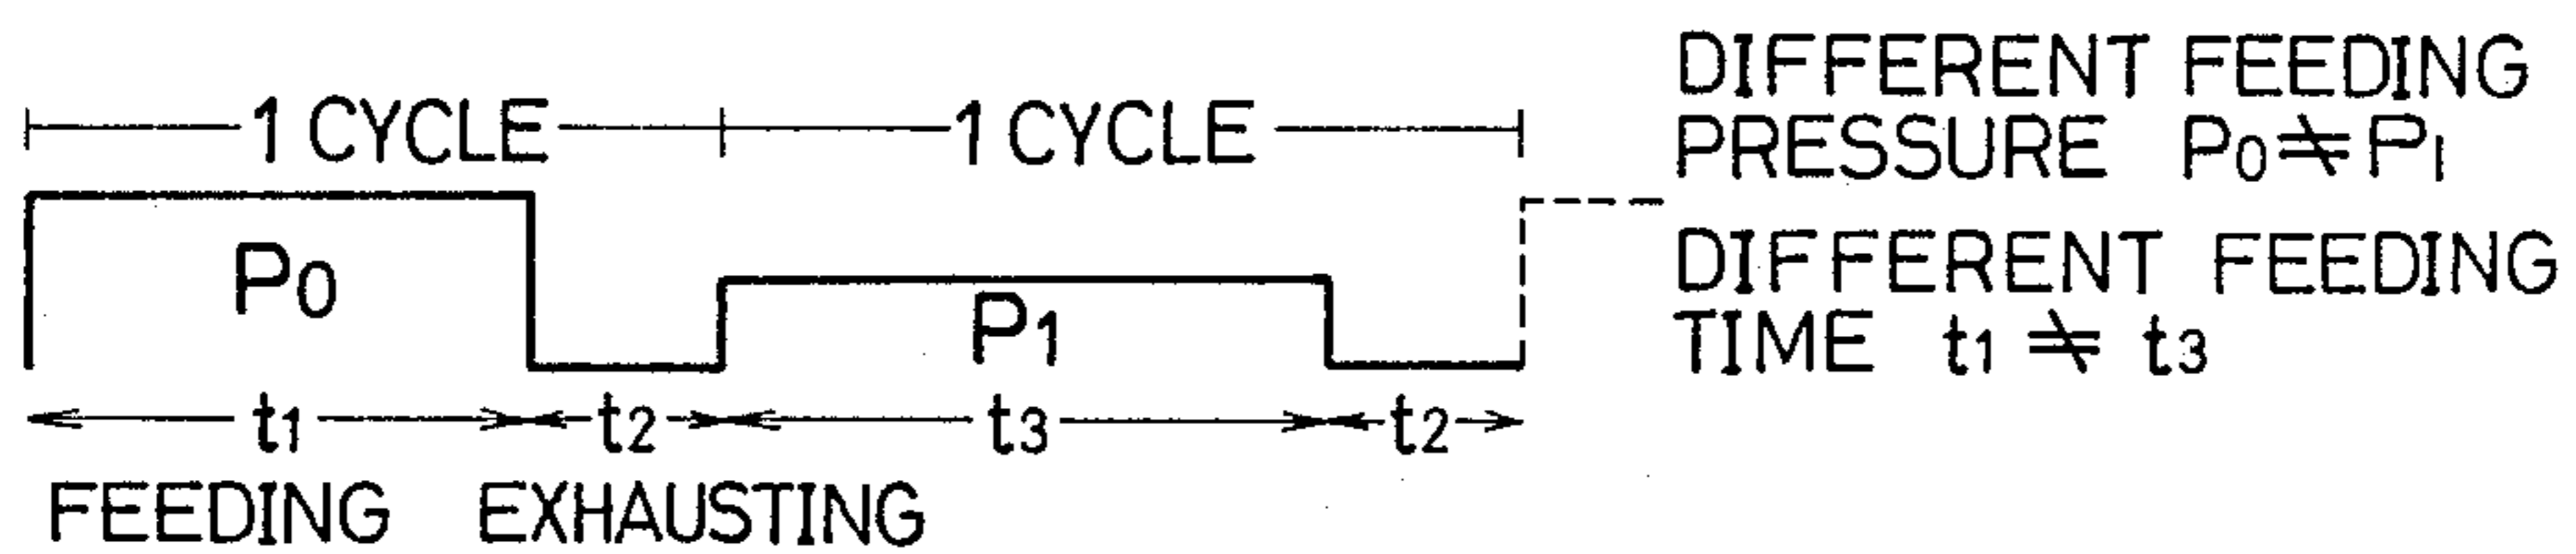 1 CYCLE 1 CYCLE
DIFFERENT FEEDING
PRESSURE P0≠P1
P0
P1
DIFFERENT FEEDING
TIME t1 ≠ t3
t1 t2 t3 t2
FEEDING EXHAUSTING